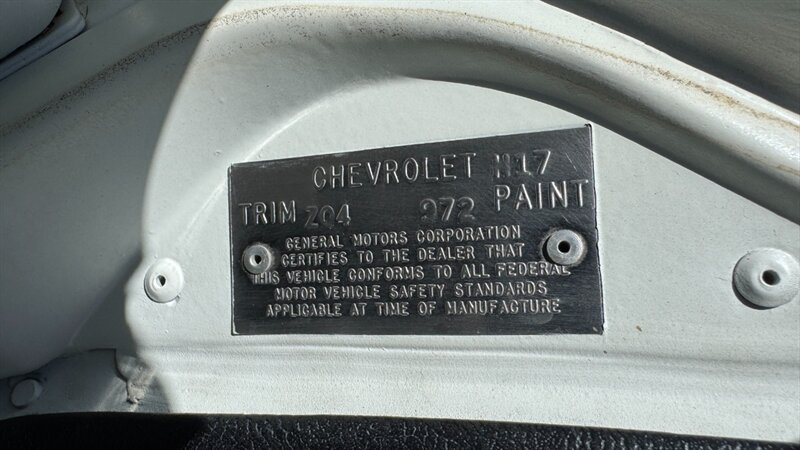 CHEVROLET H17
TRIM ZQ4 972 PAINT
GENERAL MOTORS CORPORATION
CERTIFIES TO THE DEALER THAT
THIS VEHICLE CONFORMS TO ALL FEDERAL
MOTOR VEHICLE SAFETY STANDARDS
APPLICABLE AT TIME OF MANUFACTURE